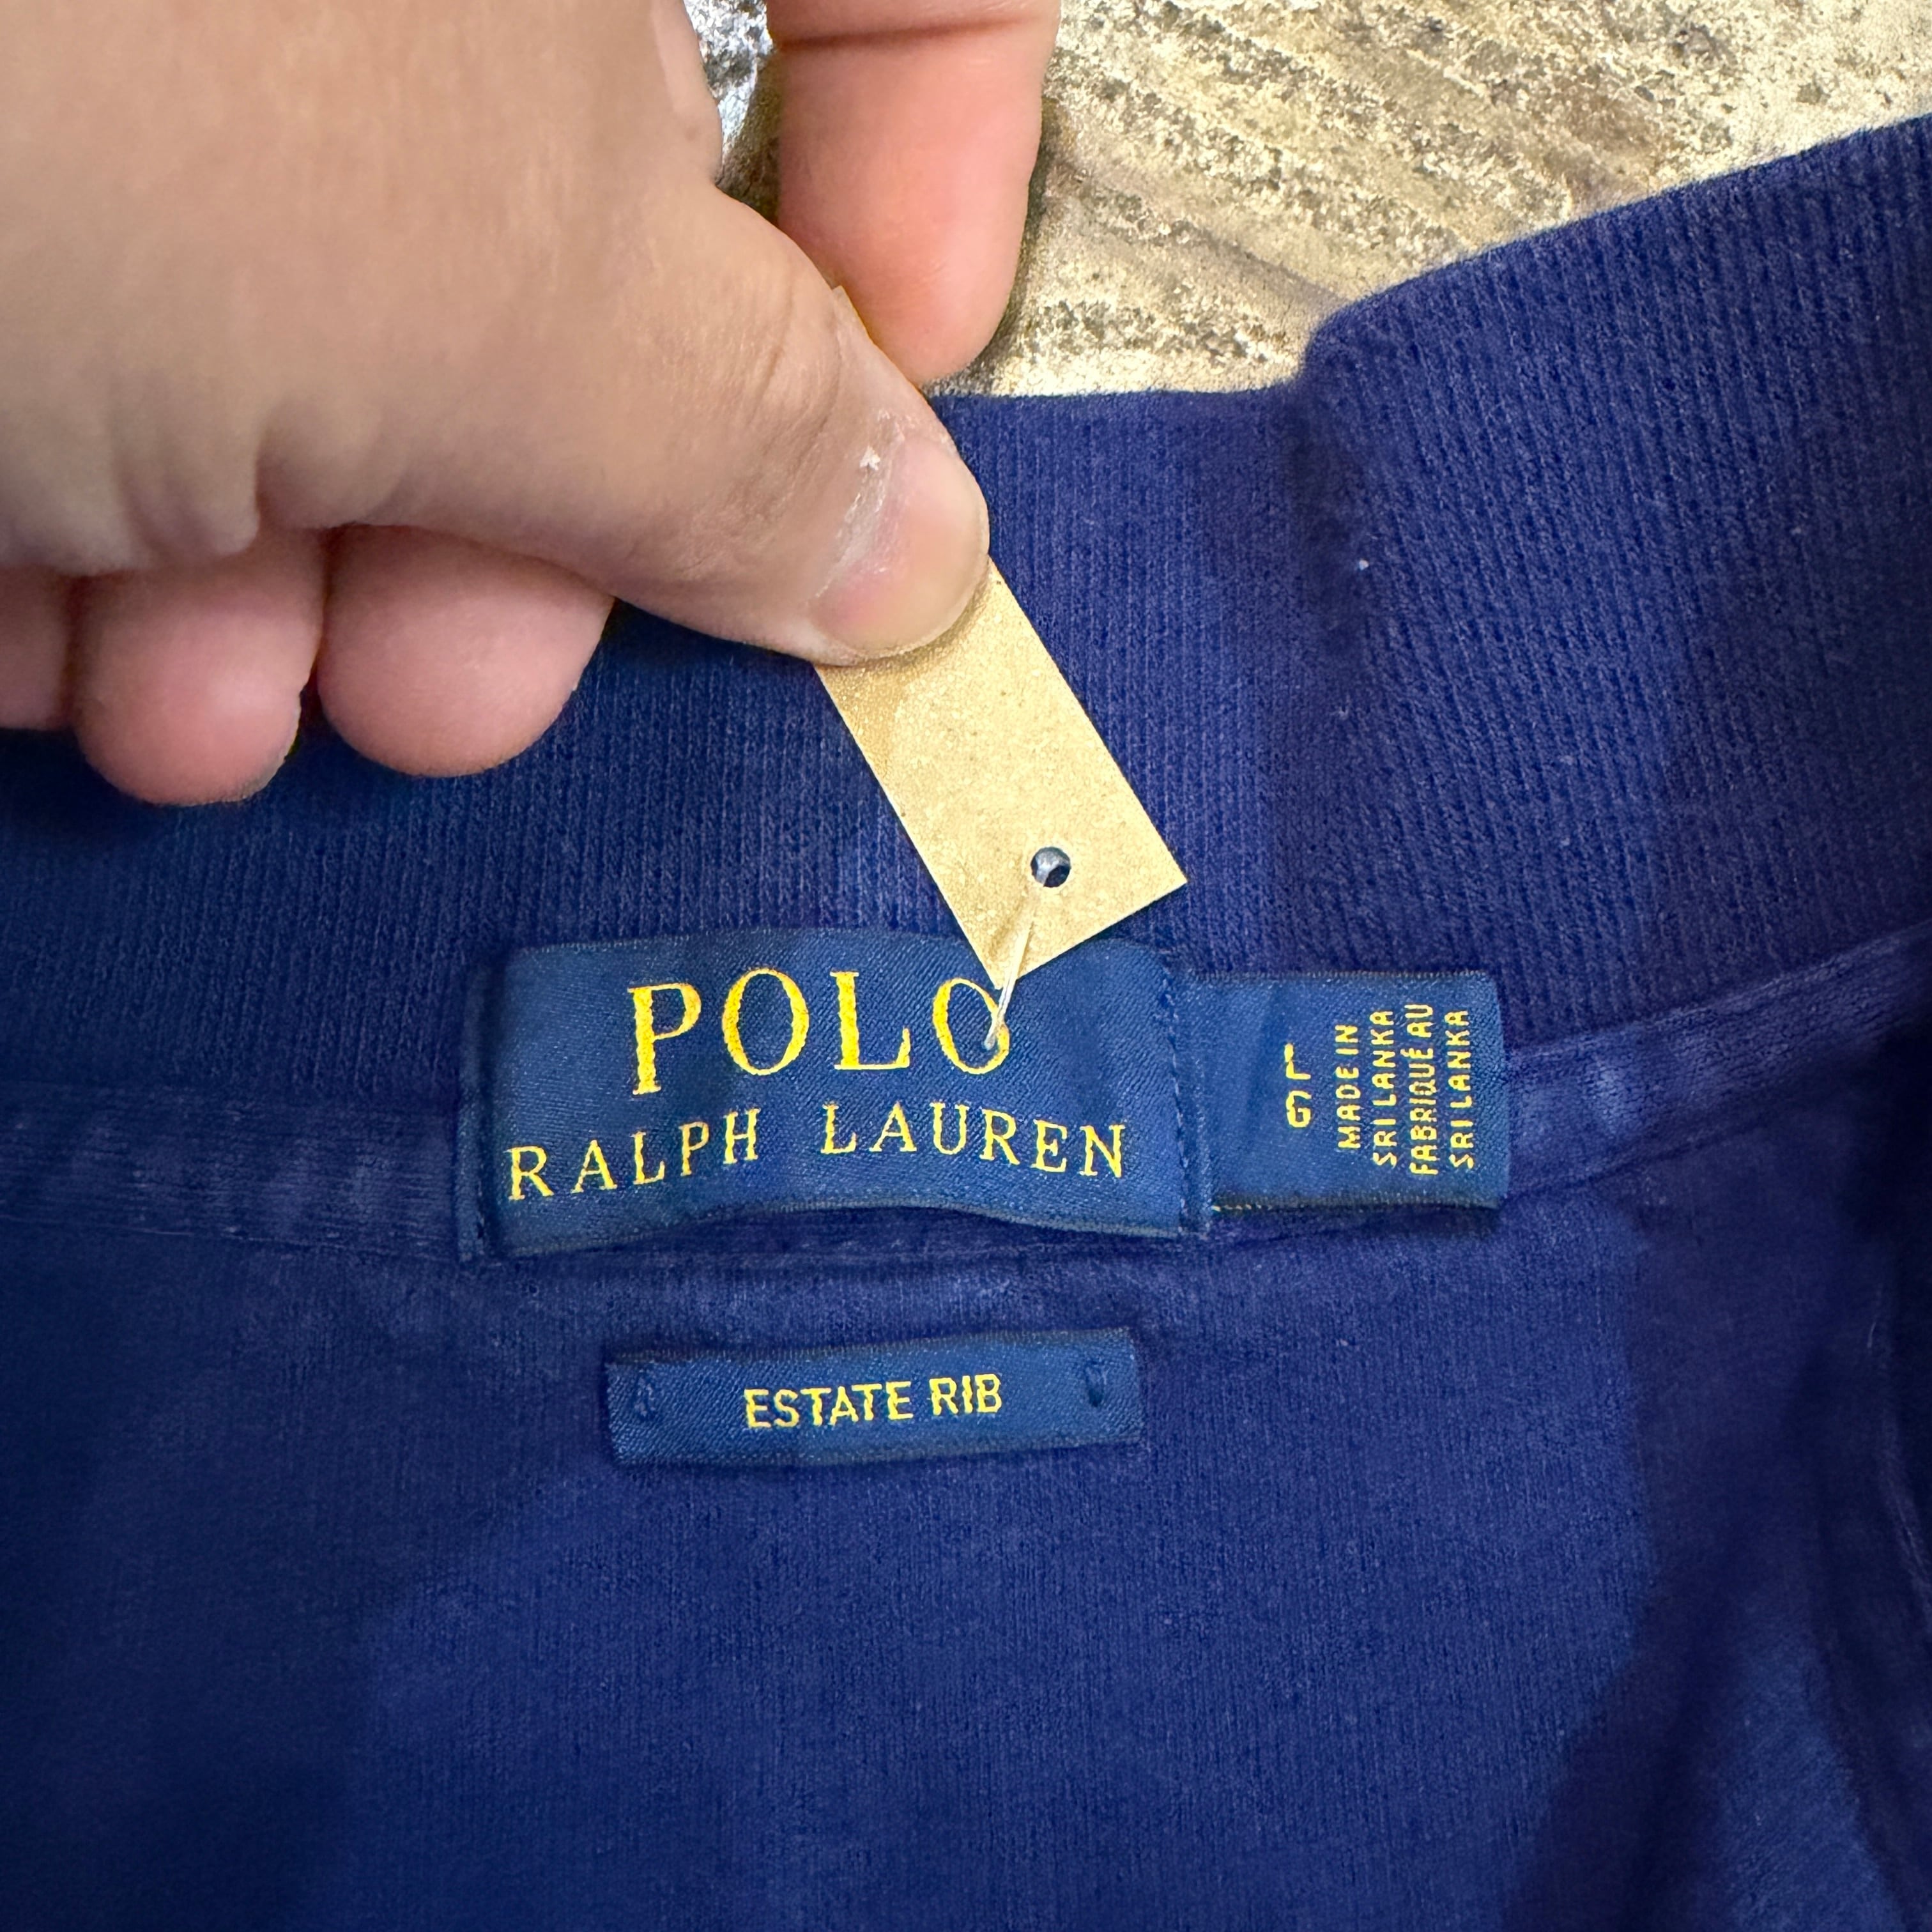 POLO
RALPH LAUREN
G L
MADE IN
SRI LANKA
FABRIQUÉ AU
SRI LANKA
ESTATE RIB